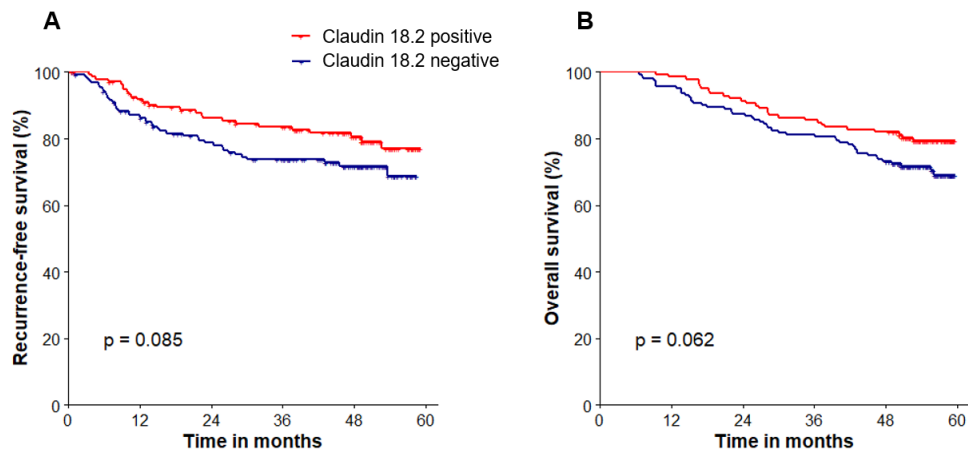 A
Claudin 18.2 positive
Claudin 18.2 negative
Recurrence-free survival (%)
100
80
60
40
20
0
p = 0.085
0 12 24 36 48 60
Time in months
B
Overall survival (%)
100
80
60
40
20
0
p = 0.062
0 12 24 36 48 60
Time in months